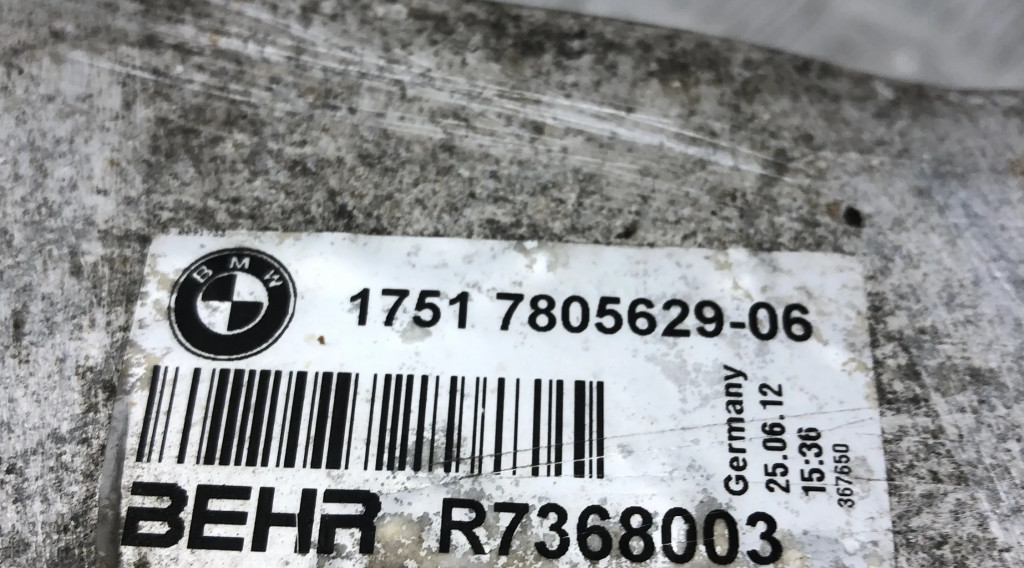 BMW
1751 7805629-06
Germany
25.06.12
15:36
367650
BEHR R7368003